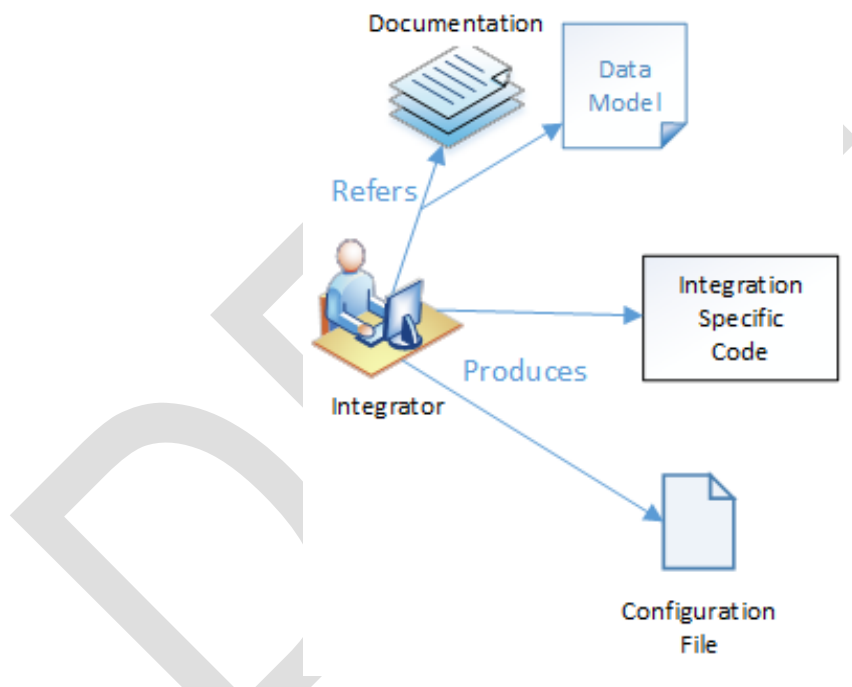 Documentation
Data
Model
Refers
Integration
Specific
Code
Produces
Integrator
Configuration
File